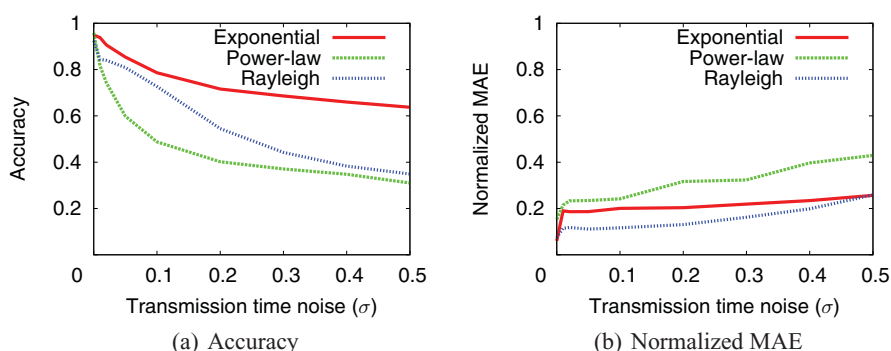 Accuracy
1
0.8
0.6
0.4
0.2
0
0.1
0.2
0.3
0.4
0.5
Exponential
Power-law
Rayleigh
Transmission time noise (σ)
(a) Accuracy
Normalized MAE
1
0.8
0.6
0.4
0.2
0
0.1
0.2
0.3
0.4
0.5
Exponential
Power-law
Rayleigh
Transmission time noise (σ)
(b) Normalized MAE